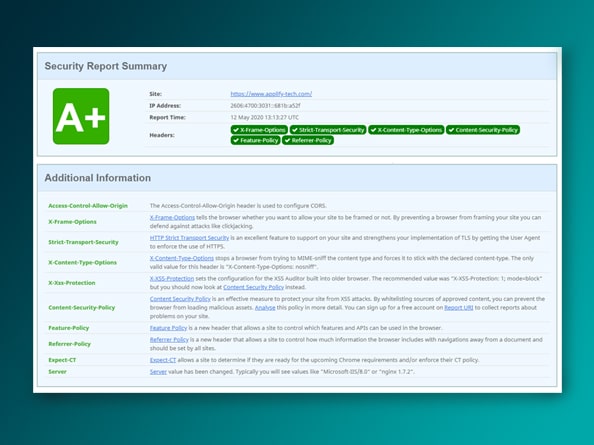 Security Report Summary
A+
Site: https://www.applify-tech.com/
IP Address: 2606:4700:3031::681b:a52f
Report Time: 12 May 2020 13:13:27 UTC
Headers: X-Frame-Options Strict-Transport-Security X-Content-Type-Options Content-Security-Policy
Feature-Policy Referrer-Policy
Additional Information
Access-Control-Allow-Origin The Access-Control-Allow-Origin header is used to configure CORS.
X-Frame-Options X-Frame-Options tells the browser whether you want to allow your site to be framed or not. By preventing a browser from framing your site you can
defend against attacks like clickjacking.
Strict-Transport-Security HTTP Strict Transport Security is an excellent feature to support on your site and strengthens your implementation of TLS by getting the User Agent
to enforce the use of HTTPS.
X-Content-Type-Options X-Content-Type-Options stops a browser from trying to MIME-sniff the content type and forces it to stick with the declared content-type. The only
valid value for this header is "X-Content-Type-Options: nosniff".
X-Xss-Protection X-XSS-Protection sets the configuration for the XSS Auditor built into older browser. The recommended value was "X-XSS-Protection: 1; mode=block"
but you should now look at Content Security Policy instead.
Content-Security-Policy Content Security Policy is an effective measure to protect your site from XSS attacks. By whitelisting sources of approved content, you can prevent the
browser from loading malicious assets. Analyse this policy in more detail. You can sign up for a free account on Report URI to collect reports about
problems on your site.
Feature-Policy Feature Policy is a new header that allows a site to control which features and APIs can be used in the browser.
Referrer-Policy Referrer Policy is a new header that allows a site to control how much information the browser includes with navigations away from a document and
should be set by all sites.
Expect-CT Expect-CT allows a site to determine if they are ready for the upcoming Chrome requirements and/or enforce their CT policy.
Server Server value has been changed. Typically you will see values like "Microsoft-IIS/8.0" or "nginx 1.7.2".